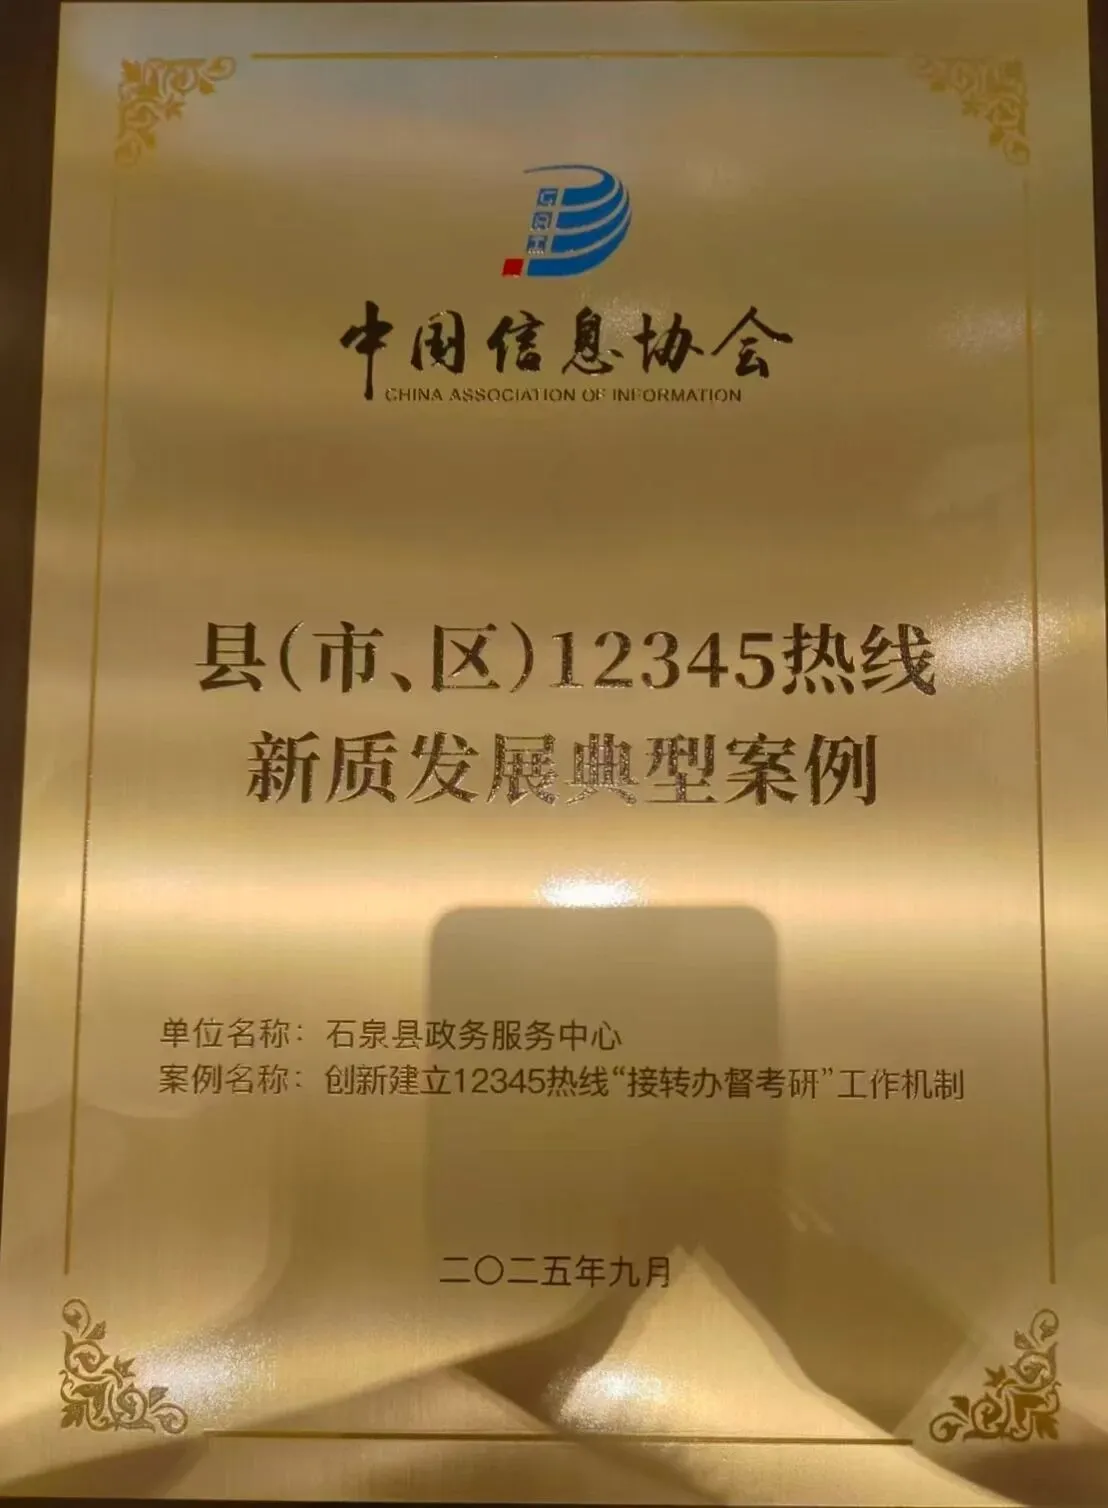 CAI
中国信息协会
CHINA ASSOCIATION OF INFORMATION
县(市、区)12345热线
新质发展典型案例
单位名称：石泉县政务服务中心
案例名称：创新建立12345热线“接转办督考研”工作机制
二〇二五年九月